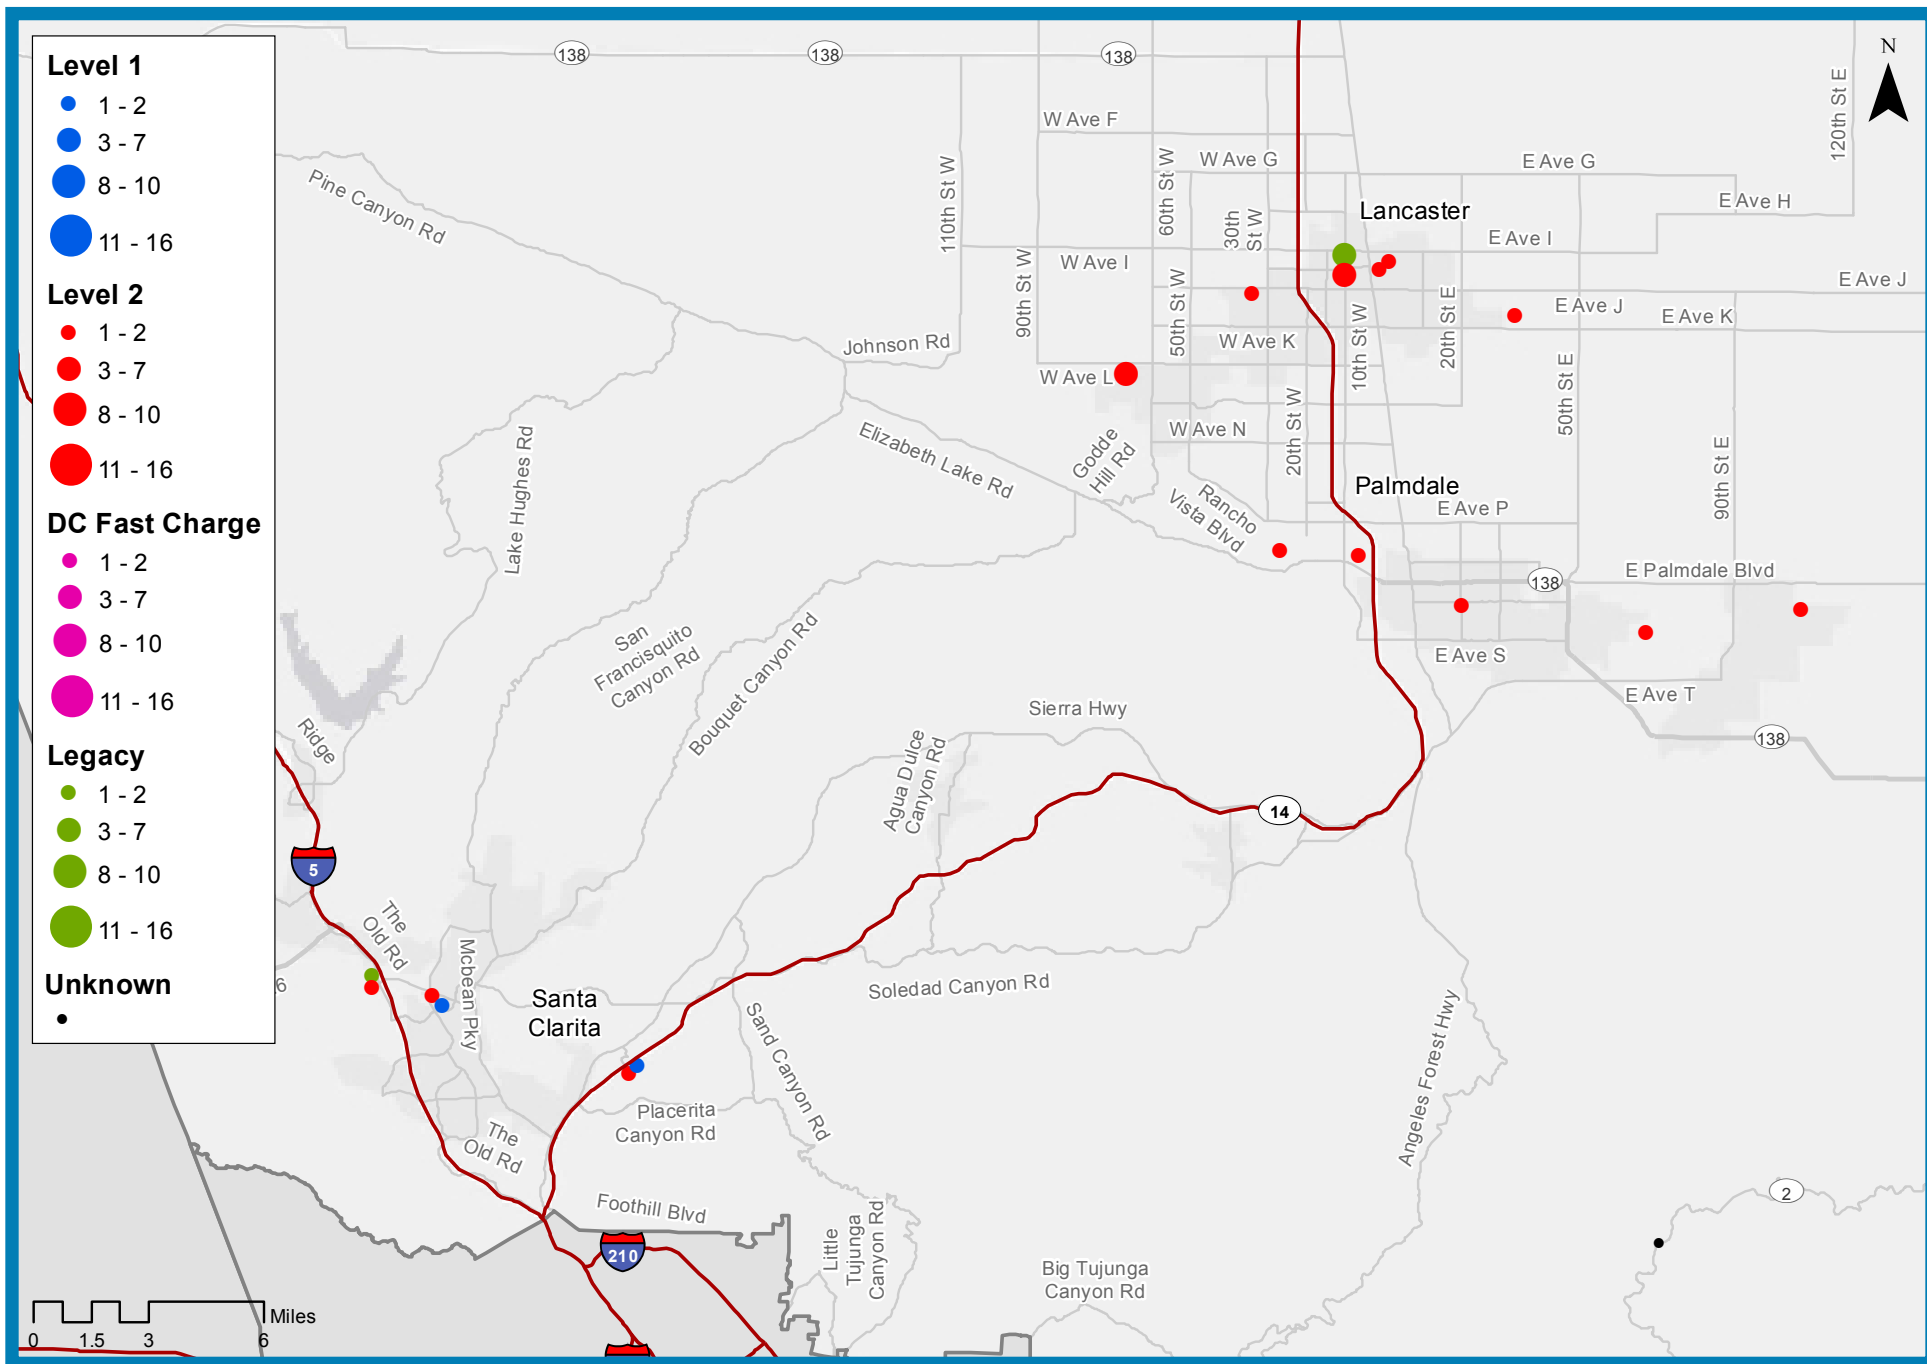 Level 1
1 - 2
3 - 7
8 - 10
11 - 16
Level 2
1 - 2
3 - 7
8 - 10
11 - 16
DC Fast Charge
1 - 2
3 - 7
8 - 10
11 - 16
Legacy
1 - 2
3 - 7
8 - 10
11 - 16
Unknown
N
138
138
138
120th St E
W Ave F
W Ave G
E Ave G
60th St W
110th St W
Pine Canyon Rd
30th
St W
Lancaster
E Ave H
E Ave I
W Ave I
90th St W
50th St W
E Ave J
E Ave J
E Ave K
20th St E
10th St W
W Ave K
Johnson Rd
W Ave L
50th St E
20th St W
W Ave N
Godde
Hill Rd
Elizabeth Lake Rd
Lake Hughes Rd
90th St E
Palmdale
E Ave P
Rancho
Vista Blvd
138
E Palmdale Blvd
San
Francisquito
Canyon Rd
Bouquet Canyon Rd
E Ave S
E Ave T
138
Sierra Hwy
Ridge
Agua Dulce
Canyon Rd
14
5
The
Old Rd
Mcbean Pky
6
Santa
Clarita
Soledad Canyon Rd
Sand Canyon Rd
Angeles Forest Hwy
Placerita
Canyon Rd
The
Old Rd
Foothill Blvd
2
210
Little
Tujunga
Canyon Rd
Big Tujunga
Canyon Rd
Miles
0
1.5
3
6